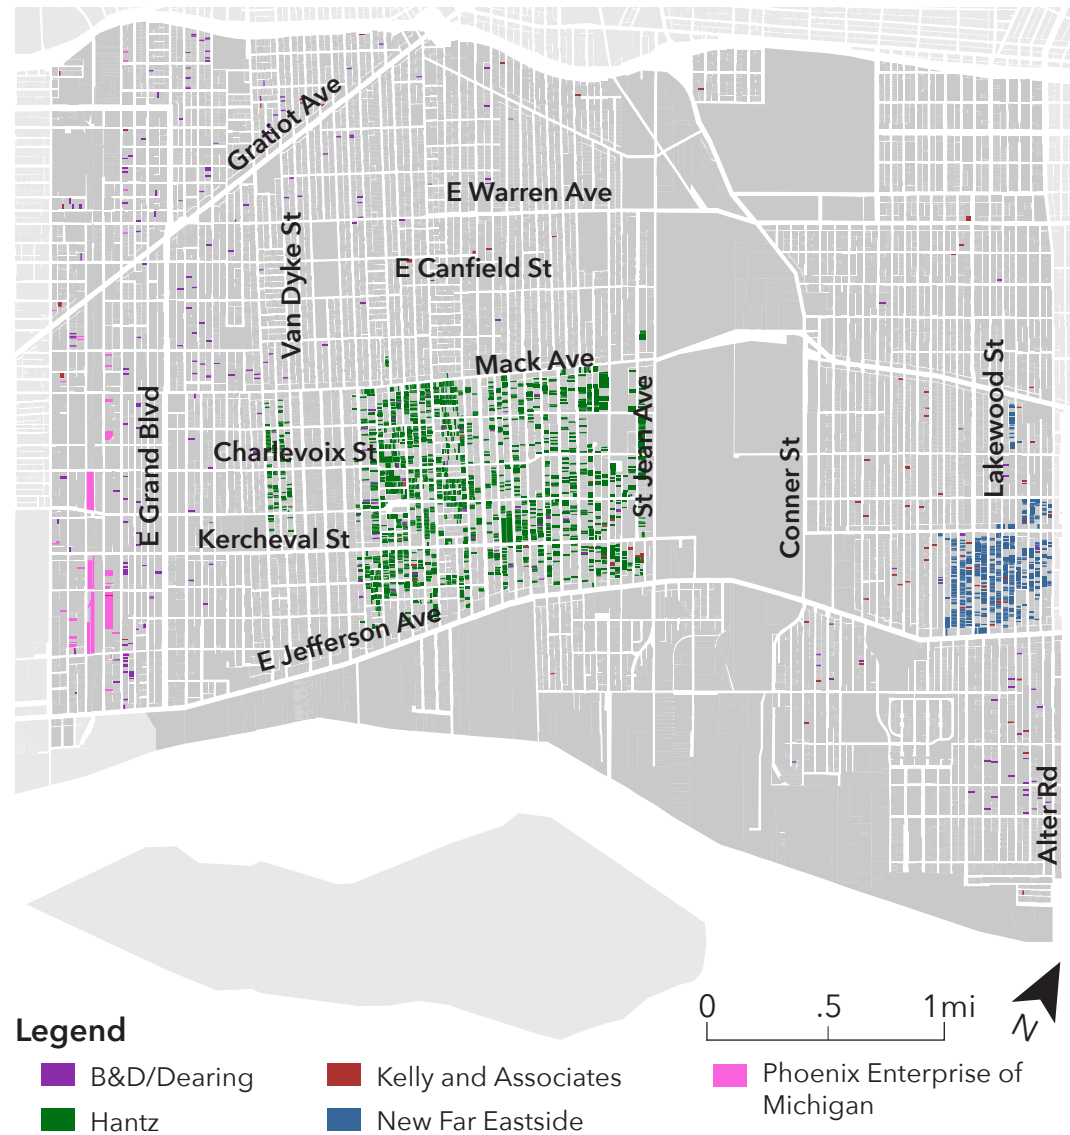 Gratiot Ave
E Warren Ave
Van Dyke St
E Canfield St
Mack Ave
Lakewood St
E Grand Blvd
Charlevoix St
St Jean Ave
Conner St
Kercheval St
E Jefferson Ave
Alter Rd
0 .5 1mi
N
Legend
B&D/Dearing
Hantz
Kelly and Associates
New Far Eastside
Phoenix Enterprise of
Michigan